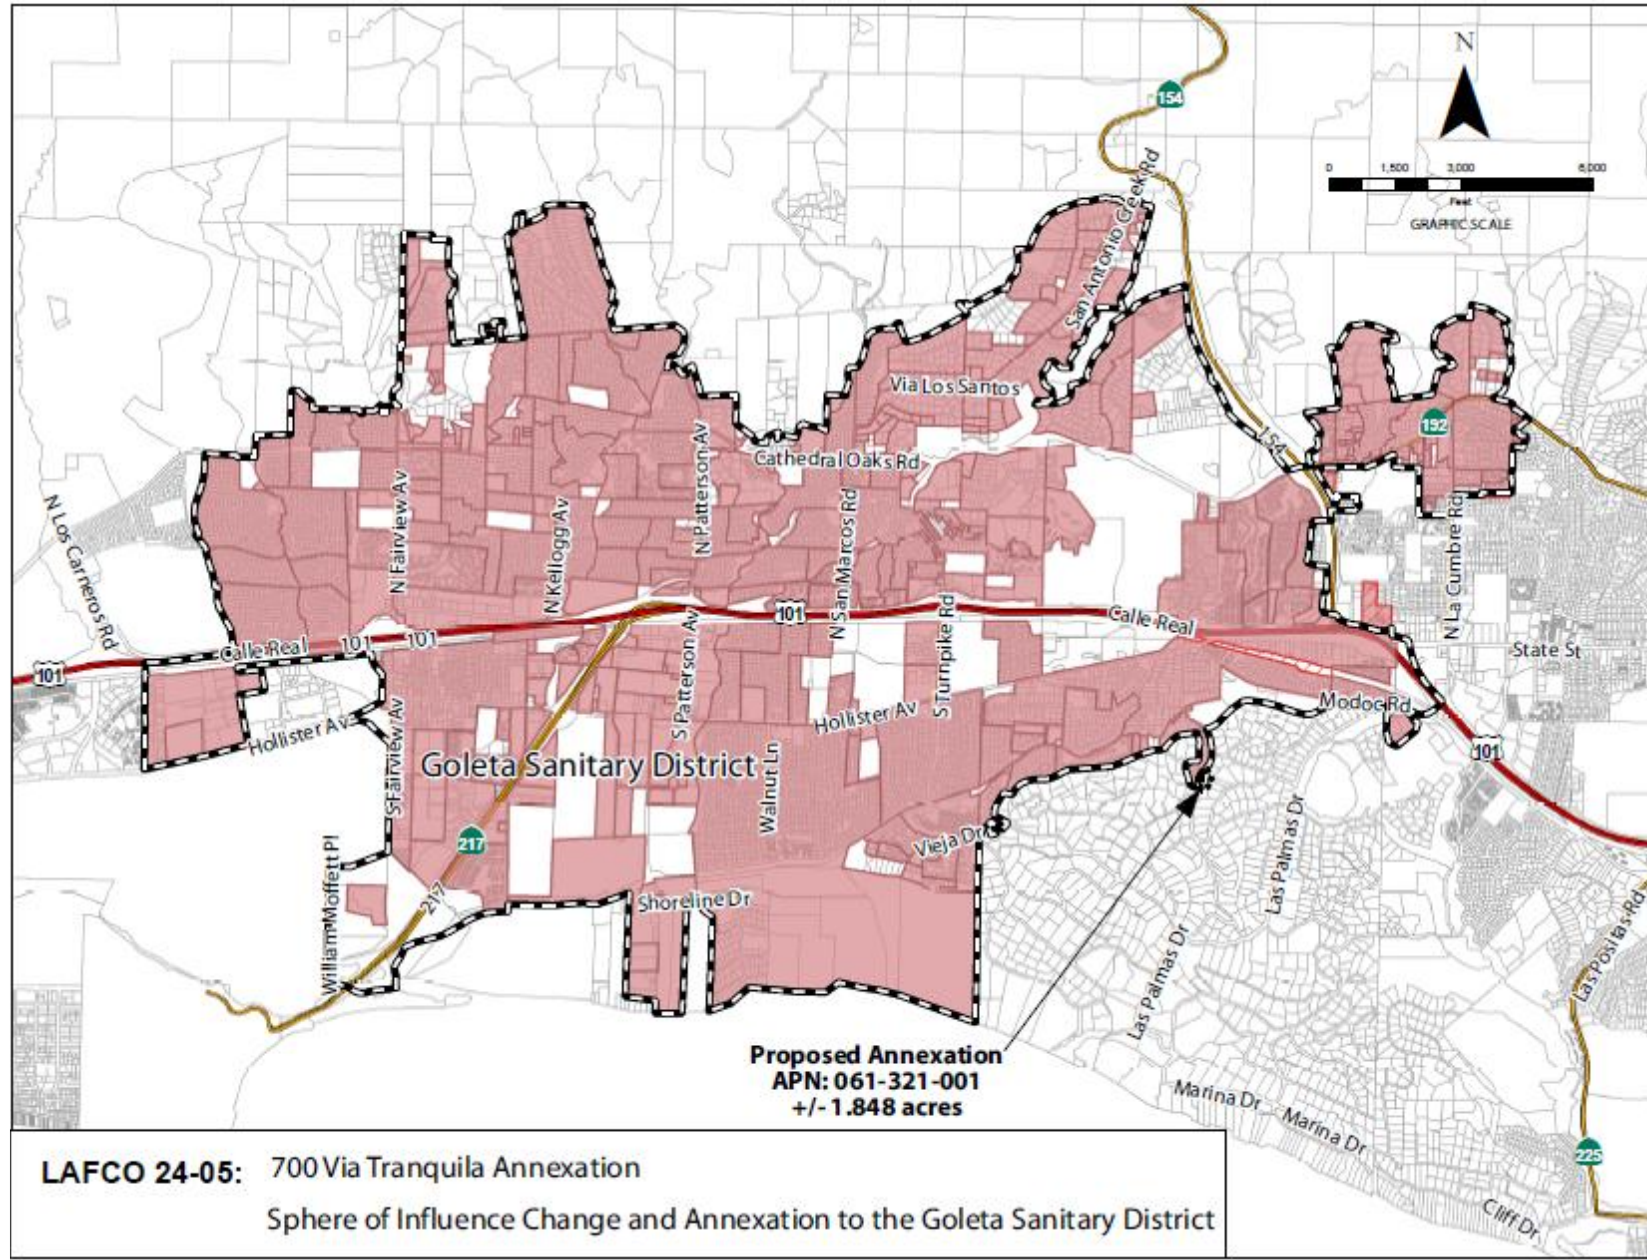 N
154
0 1,500 3,000 6,000
Feet
GRAPHIC SCALE
San Antonio Creek Rd
Via Los Santos
192
154
Cathedral Oaks Rd
N Los Carneros Rd
N Fairview Av
N Kellogg Av
N Patterson Av
N San Marcos Rd
N La Cumbre Rd
101
Calle Real
101
101
101
S Patterson Av
S Turnpike Rd
Calle Real
State St
Modoc Rd
Hollister Av
S Fairview Av
Hollister Av
101
Goleta Sanitary District
Walnut Ln
217
Vieja Dr
Las Palmas Dr
William Moffett Pl
217
Shoreline Dr
Las Palmas Dr
Las Positas Rd
Proposed Annexation
APN: 061-321-001
+/- 1.848 acres
Marina Dr
Marina Dr
225
Cliff Dr
LAFCO 24-05: 700 Via Tranquila Annexation
Sphere of Influence Change and Annexation to the Goleta Sanitary District